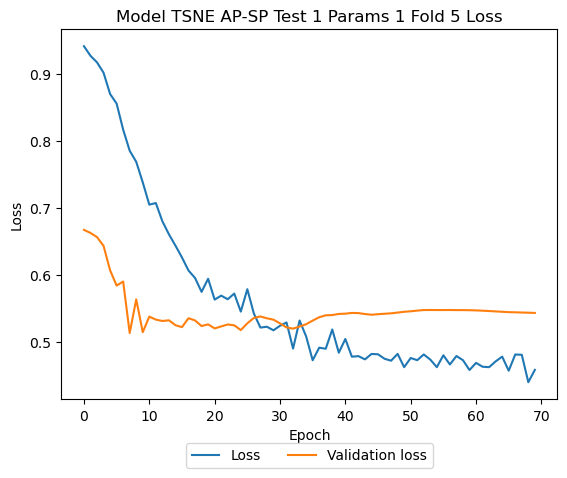 Model TSNE AP-SP Test 1 Params 1 Fold 5 Loss
Loss
0.9
0.8
0.7
0.6
0.5
0 10 20 30 40 50 60 70
Epoch
Loss Validation loss